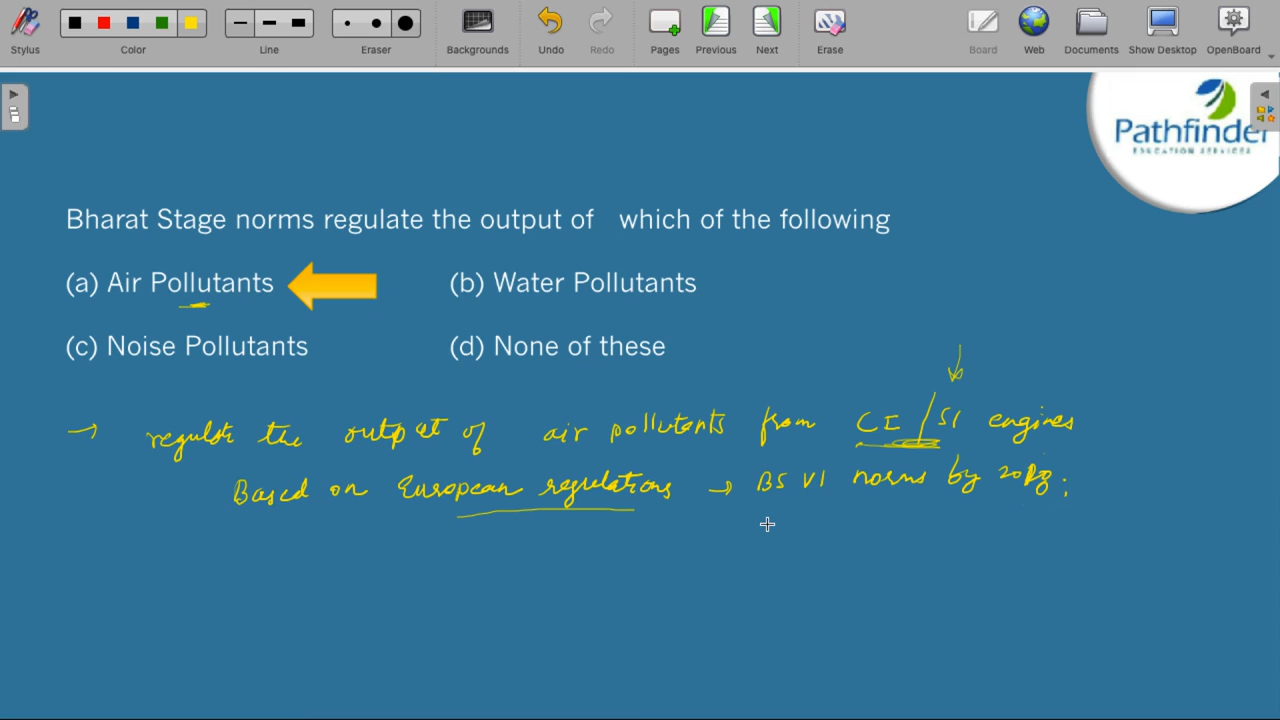 Stylus
Color
Line
Eraser
Backgrounds
Undo
Redo
Pages
Previous
Next
Erase
Board
Web
Documents
Show Desktop
OpenBoard
Pathfinder
EDUCATION SERVICES
Bharat Stage norms regulate the output of which of the following
(a) Air Pollutants (b) Water Pollutants
(c) Noise Pollutants (d) None of these
→ regulate the output of air pollutants from CI/SI engines
Based on European regulations → BS VI norms by